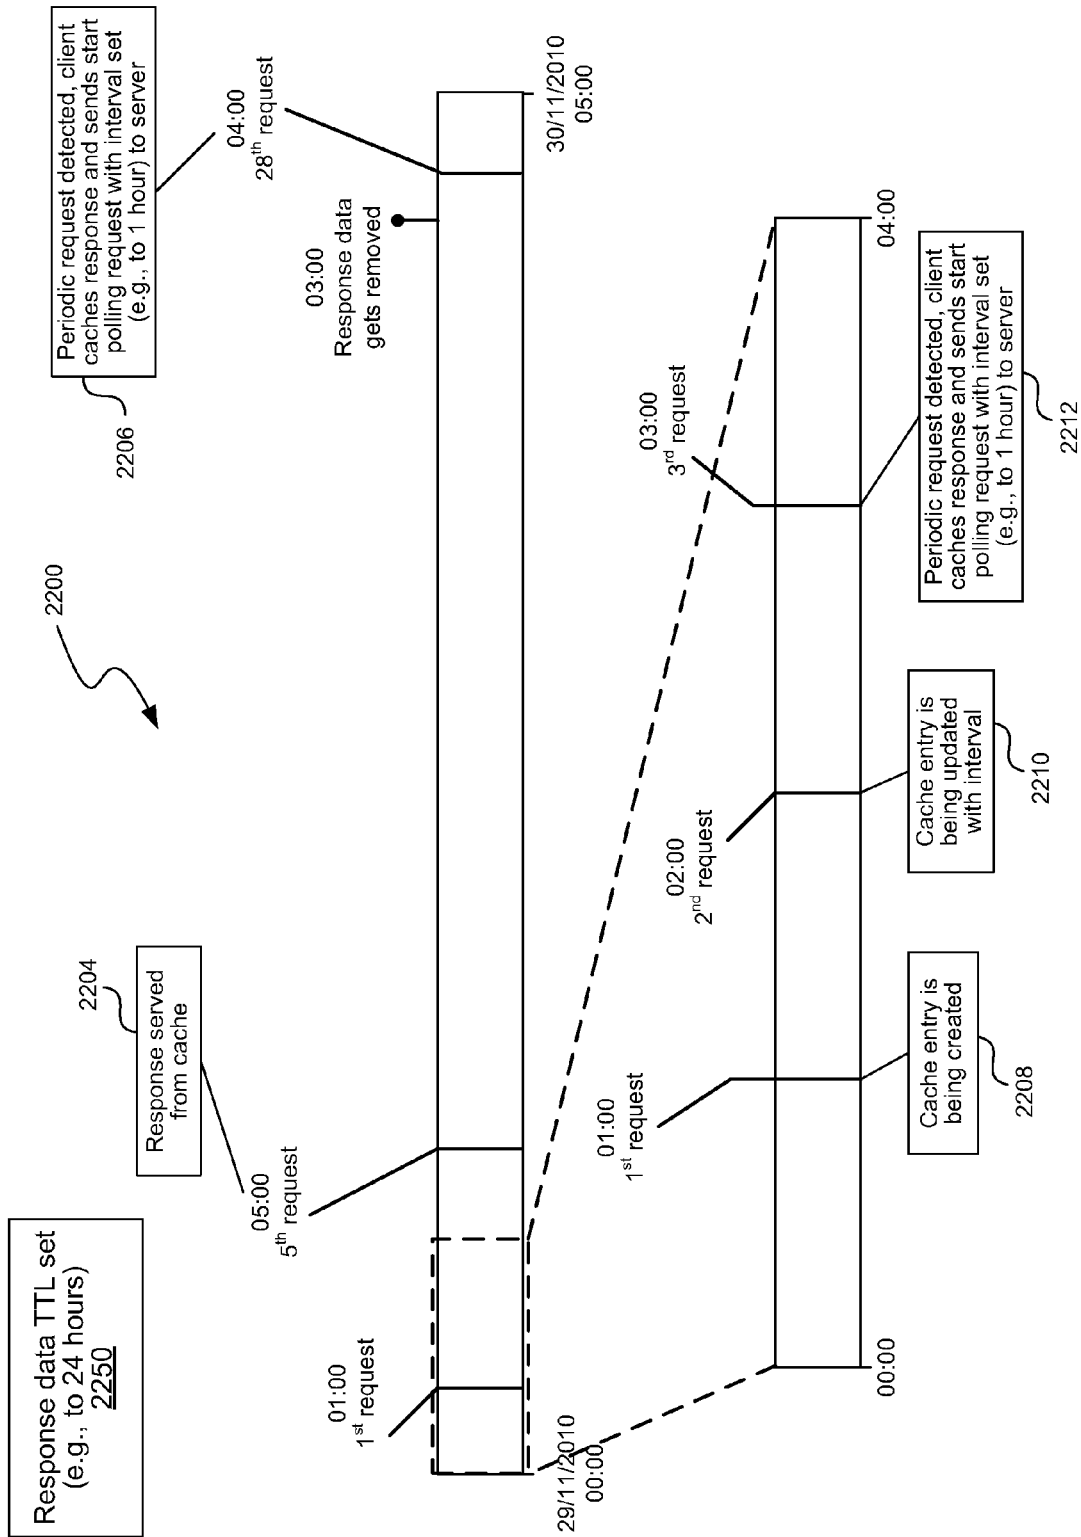 Response data TTL set
(e.g., to 24 hours)
2250
2200
2204
Response served
from cache
2206
Periodic request detected, client
caches response and sends start
polling request with interval set
(e.g., to 1 hour) to server
01:00
1st request
05:00
5th request
03:00
Response data
gets removed
04:00
28th request
29/11/2010
00:00
30/11/2010
05:00
01:00
1st request
02:00
2nd request
03:00
3rd request
00:00
04:00
Cache entry is
being created
2208
Cache entry is
being updated
with interval
2210
Periodic request detected, client
caches response and sends start
polling request with interval set
(e.g., to 1 hour) to server
2212